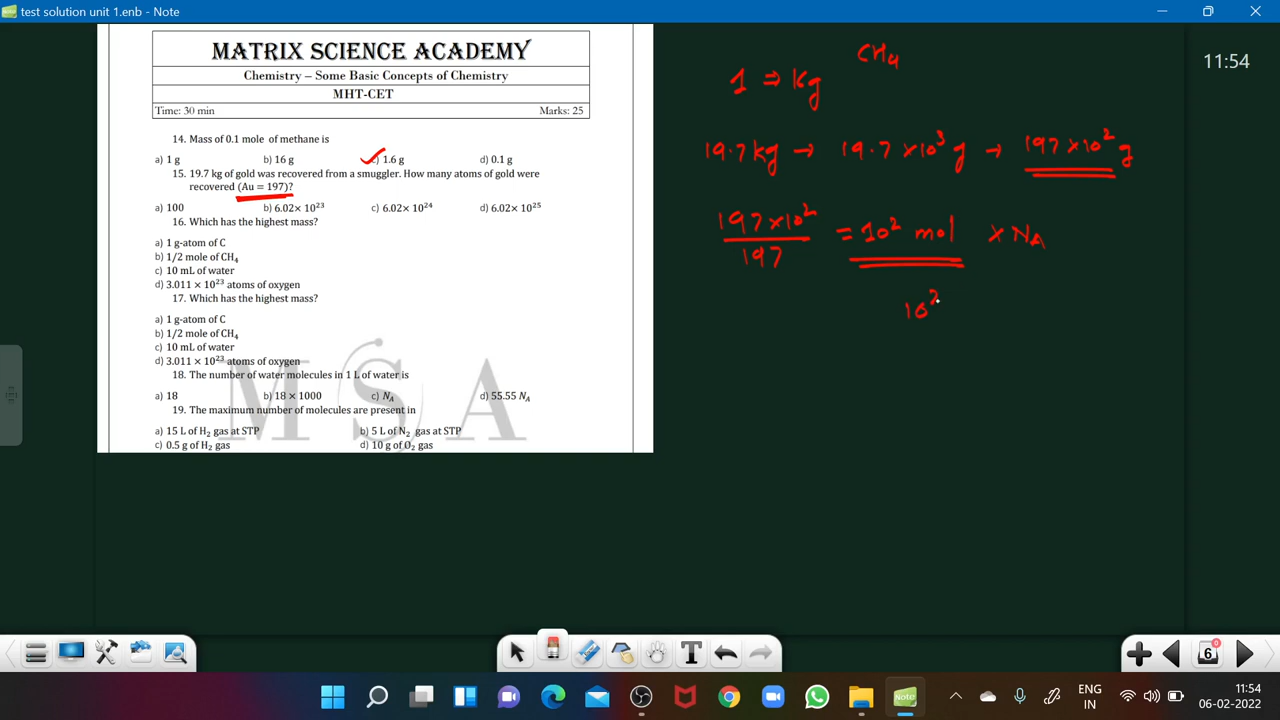 test solution unit 1.enb - Note
MATRIX SCIENCE ACADEMY
Chemistry – Some Basic Concepts of Chemistry
MHT-CET
Time: 30 min Marks: 25
14. Mass of 0.1 mole of methane is
a) 1 g b) 16 g c) 1.6 g d) 0.1 g
15. 19.7 kg of gold was recovered from a smuggler. How many atoms of gold were
recovered (Au = 197)?
a) 100 b) 6.02× 10²³ c) 6.02× 10²⁴ d) 6.02× 10²⁵
16. Which has the highest mass?
a) 1 g-atom of C
b) 1/2 mole of CH₄
c) 10 mL of water
d) 3.011 × 10²³ atoms of oxygen
17. Which has the highest mass?
a) 1 g-atom of C
b) 1/2 mole of CH₄
c) 10 mL of water
d) 3.011 × 10²³ atoms of oxygen
18. The number of water molecules in 1 L of water is
a) 18 b) 18 × 1000 c) N_A d) 55.55 N_A
19. The maximum number of molecules are present in
a) 15 L of H₂ gas at STP b) 5 L of N₂ gas at STP
c) 0.5 g of H₂ gas d) 10 g of O₂ gas
MSA
CH₄
1 ⇒ Kg
19.7 kg → 19.7 × 10³ g → 197 × 10² g
197 × 10²
197
= 10² mol × N_A
10²
11:54
6
0
ENG
IN
11:54
06-02-2022
Note